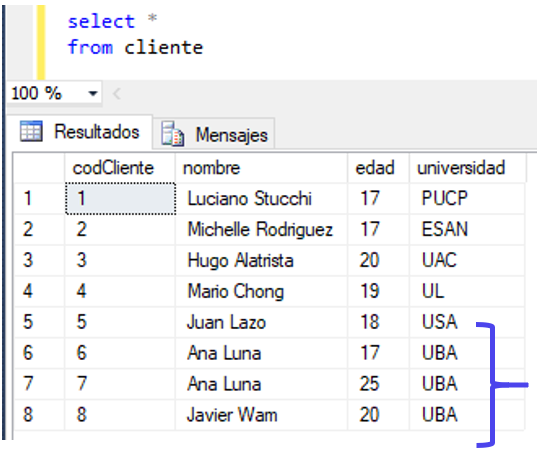 select *
from cliente
100 %
Resultados Mensajes
codCliente nombre edad universidad
1 1 Luciano Stucchi 17 PUCP
2 2 Michelle Rodriguez 17 ESAN
3 3 Hugo Alatrista 20 UAC
4 4 Mario Chong 19 UL
5 5 Juan Lazo 18 USA
6 6 Ana Luna 17 UBA
7 7 Ana Luna 25 UBA
8 8 Javier Wam 20 UBA